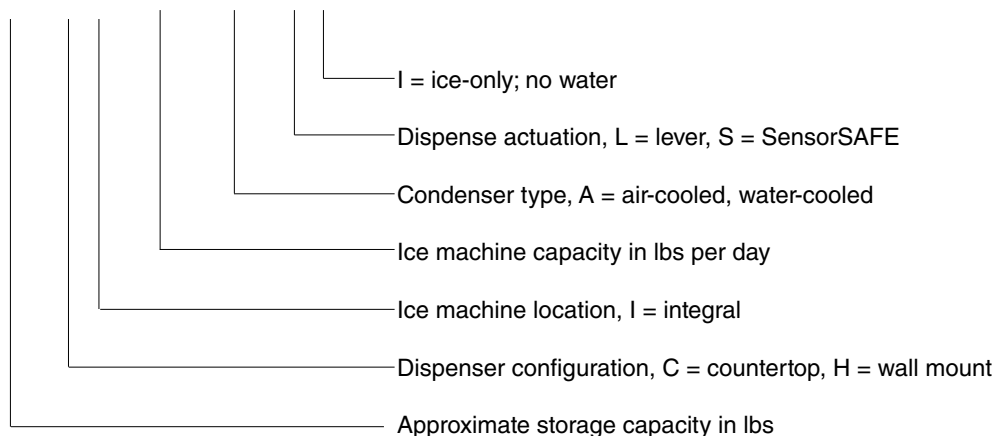 I = ice-only; no water
Dispense actuation, L = lever, S = SensorSAFE
Condenser type, A = air-cooled, water-cooled
Ice machine capacity in lbs per day
Ice machine location, I = integral
Dispenser configuration, C = countertop, H = wall mount
Approximate storage capacity in lbs